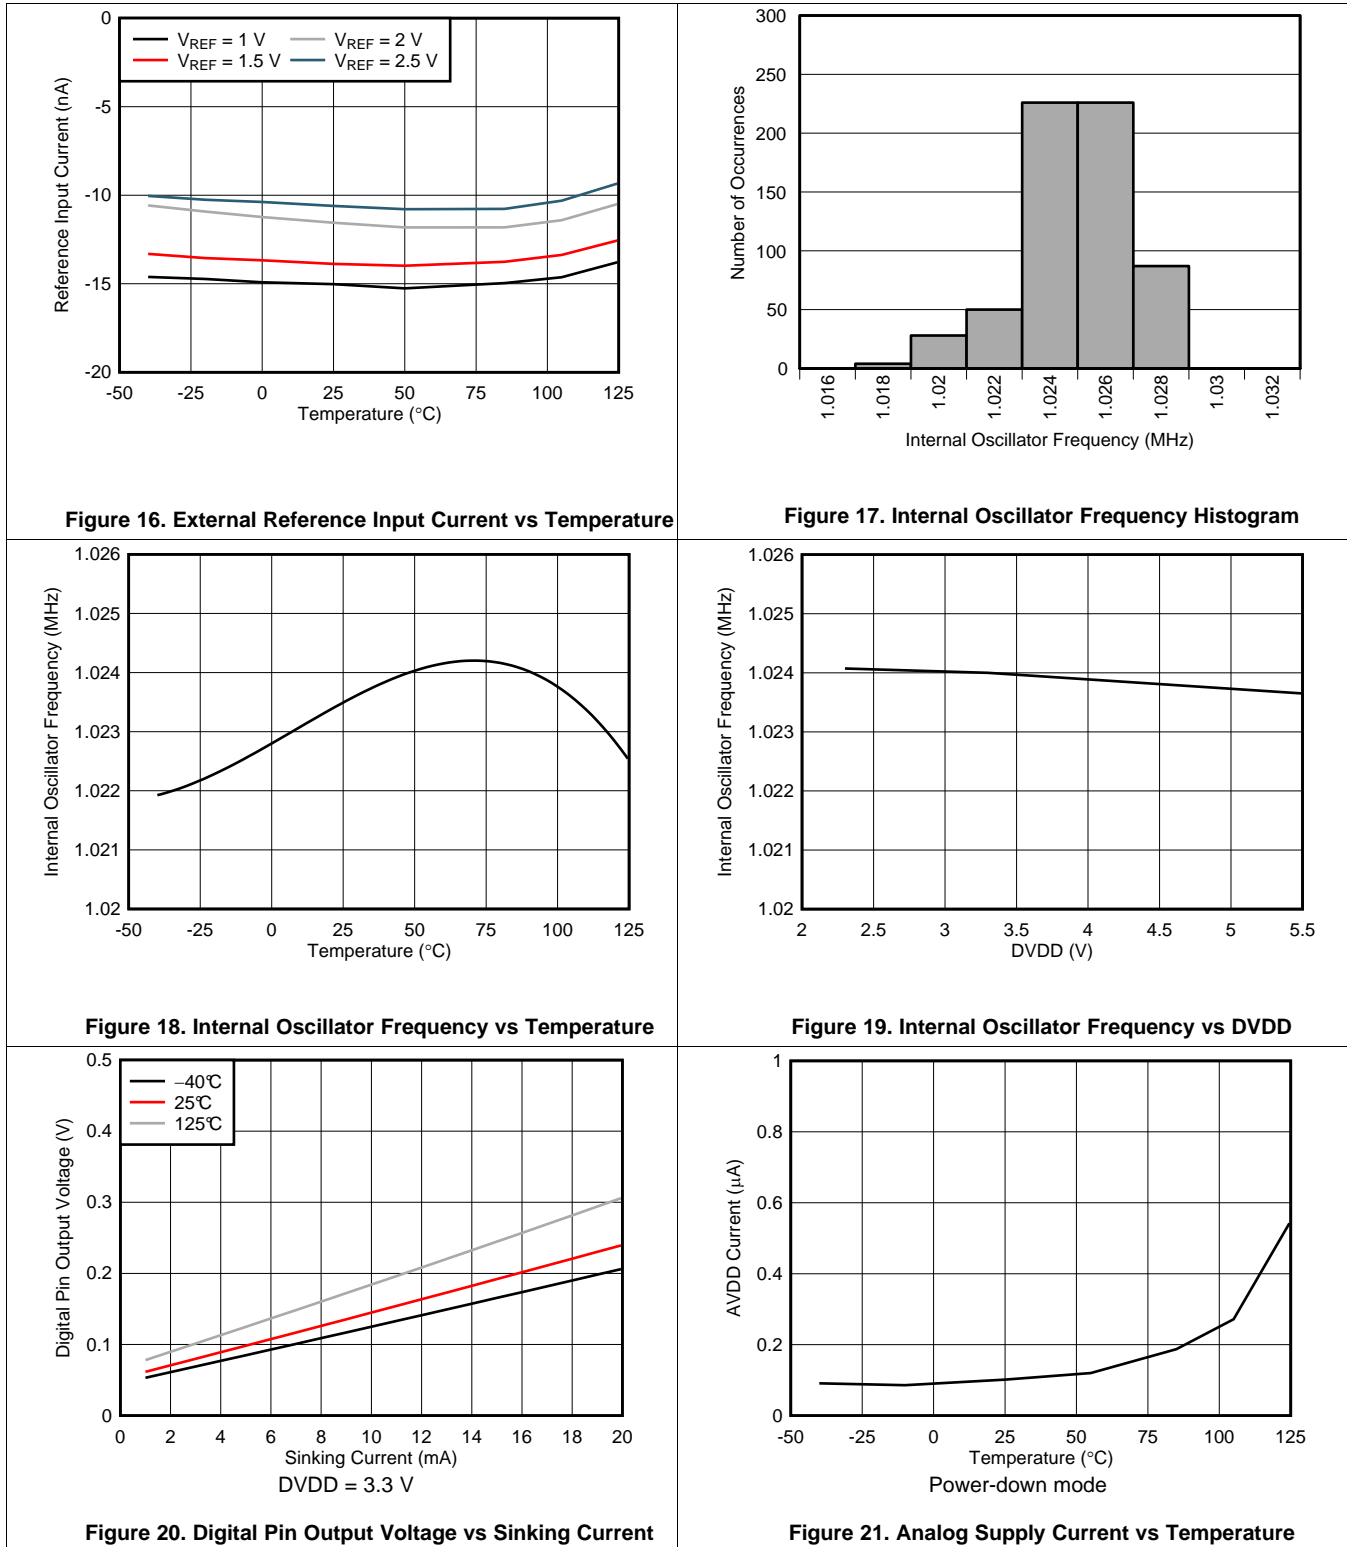 0
-5
-10
-15
-20
Reference Input Current (nA)
V_REF = 1 V
V_REF = 1.5 V
V_REF = 2 V
V_REF = 2.5 V
-50 -25 0 25 50 75 100 125
Temperature (°C)
Figure 16. External Reference Input Current vs Temperature
300
250
200
150
100
50
0
Number of Occurrences
1.016 1.018 1.02 1.022 1.024 1.026 1.028 1.03 1.032
Internal Oscillator Frequency (MHz)
Figure 17. Internal Oscillator Frequency Histogram
1.026
1.025
1.024
1.023
1.022
1.021
1.02
Internal Oscillator Frequency (MHz)
-50 -25 0 25 50 75 100 125
Temperature (°C)
Figure 18. Internal Oscillator Frequency vs Temperature
1.026
1.025
1.024
1.023
1.022
1.021
1.02
Internal Oscillator Frequency (MHz)
2 2.5 3 3.5 4 4.5 5 5.5
DVDD (V)
Figure 19. Internal Oscillator Frequency vs DVDD
0.5
0.4
0.3
0.2
0.1
0
Digital Pin Output Voltage (V)
−40°C
25°C
125°C
0 2 4 6 8 10 12 14 16 18 20
Sinking Current (mA)
DVDD = 3.3 V
Figure 20. Digital Pin Output Voltage vs Sinking Current
1
0.8
0.6
0.4
0.2
0
AVDD Current (μA)
-50 -25 0 25 50 75 100 125
Temperature (°C)
Power-down mode
Figure 21. Analog Supply Current vs Temperature